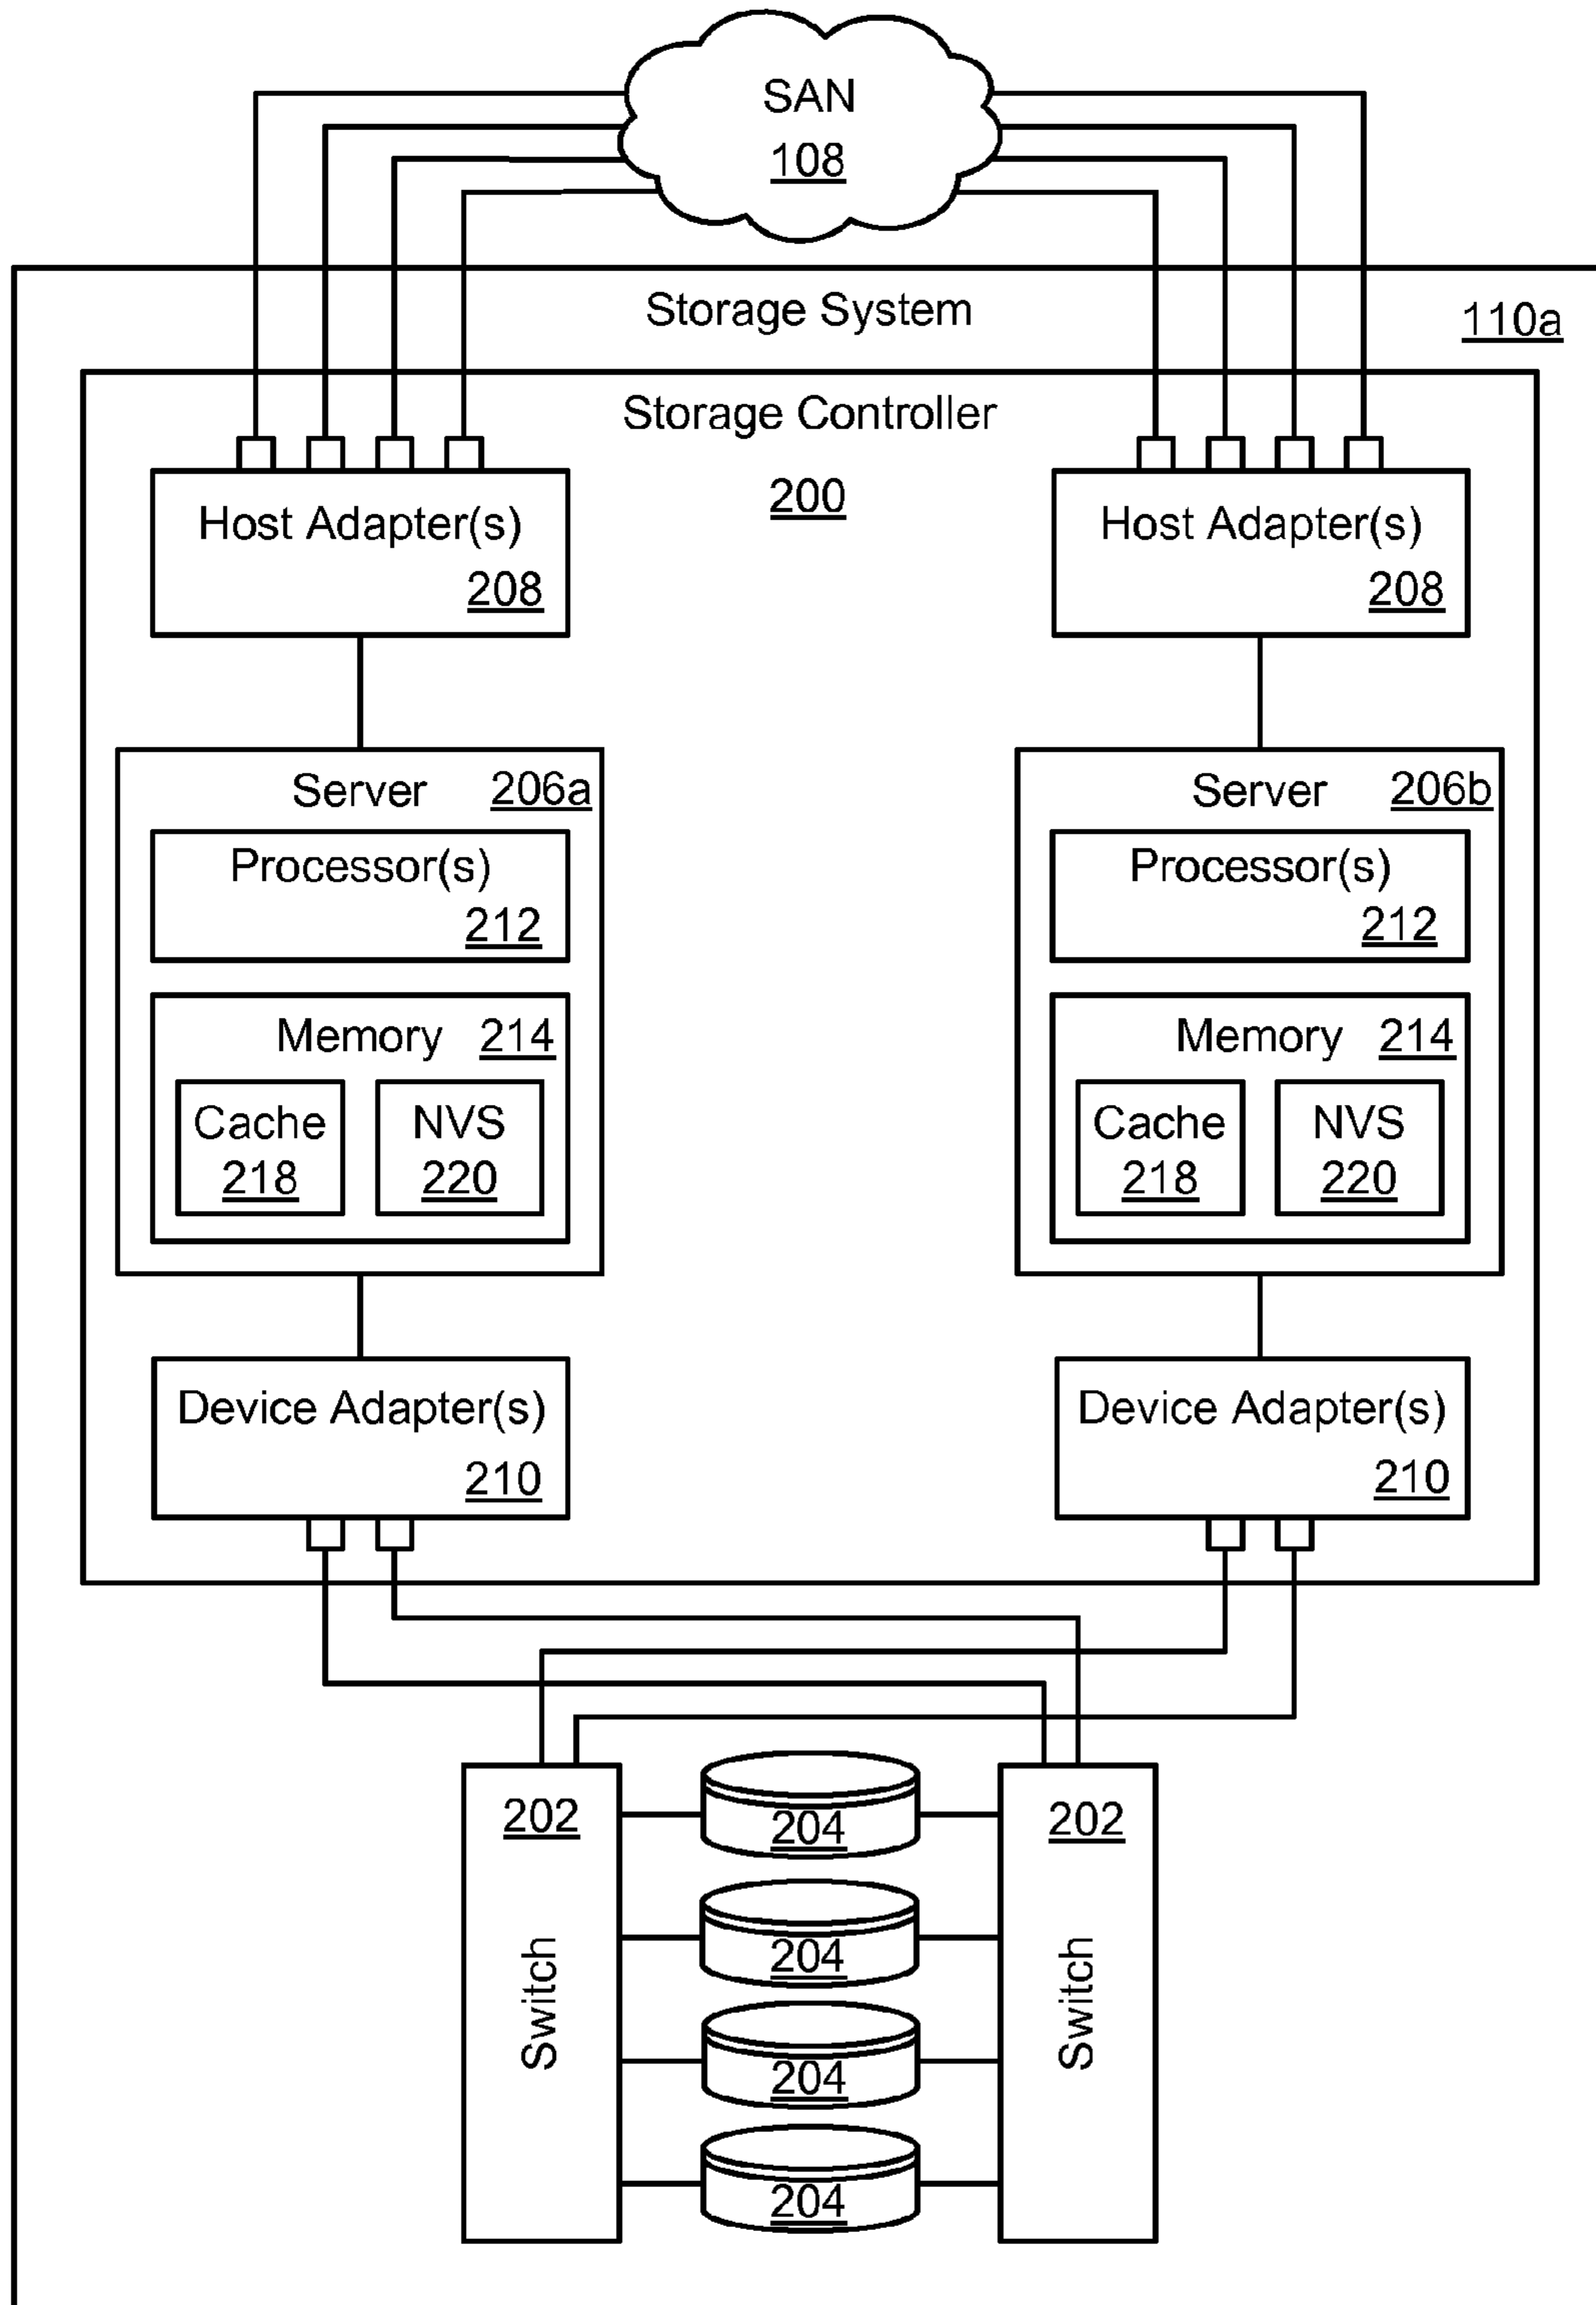 SAN
108
Storage System
110a
Storage Controller
200
Host Adapter(s)
208
Host Adapter(s)
208
Server 206a
Processor(s)
212
Memory 214
Cache
218
NVS
220
Server 206b
Processor(s)
212
Memory 214
Cache
218
NVS
220
Device Adapter(s)
210
Device Adapter(s)
210
202
Switch
204
204
204
204
202
Switch